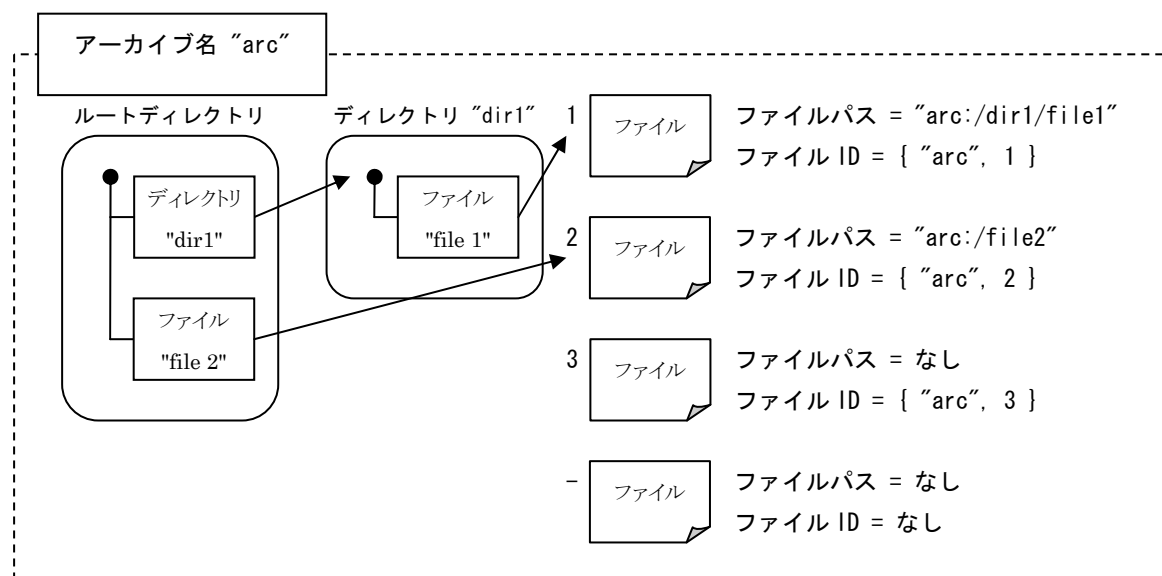 アーカイブ名 "arc"
ルートディレクトリ
ディレクトリ
"dir1"
ファイル
"file 2"
ディレクトリ "dir1"
ファイル
"file 1"
1
ファイル
ファイルパス = "arc:/dir1/file1"
ファイル ID = { "arc", 1 }
2
ファイル
ファイルパス = "arc:/file2"
ファイル ID = { "arc", 2 }
3
ファイル
ファイルパス = なし
ファイル ID = { "arc", 3 }
-
ファイル
ファイルパス = なし
ファイル ID = なし